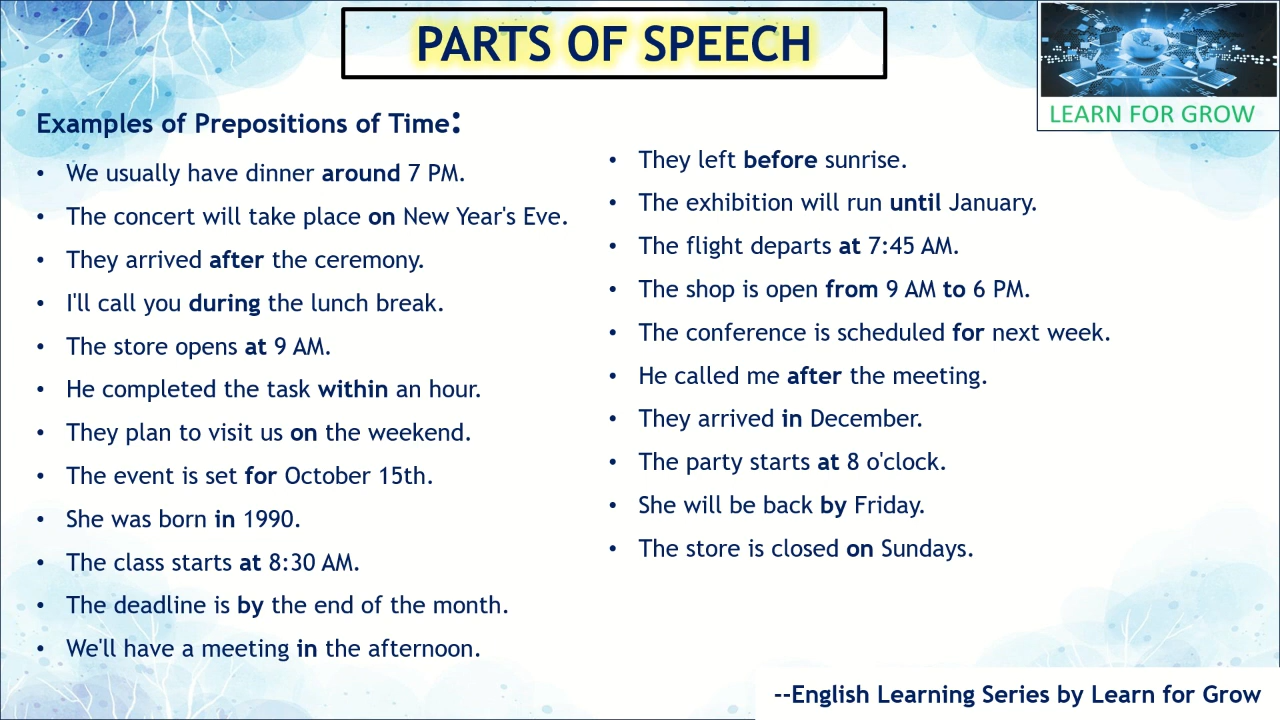 PARTS OF SPEECH
LEARN FOR GROW
Examples of Prepositions of Time:
• We usually have dinner around 7 PM.
• The concert will take place on New Year's Eve.
• They arrived after the ceremony.
• I'll call you during the lunch break.
• The store opens at 9 AM.
• He completed the task within an hour.
• They plan to visit us on the weekend.
• The event is set for October 15th.
• She was born in 1990.
• The class starts at 8:30 AM.
• The deadline is by the end of the month.
• We'll have a meeting in the afternoon.
• They left before sunrise.
• The exhibition will run until January.
• The flight departs at 7:45 AM.
• The shop is open from 9 AM to 6 PM.
• The conference is scheduled for next week.
• He called me after the meeting.
• They arrived in December.
• The party starts at 8 o'clock.
• She will be back by Friday.
• The store is closed on Sundays.
--English Learning Series by Learn for Grow